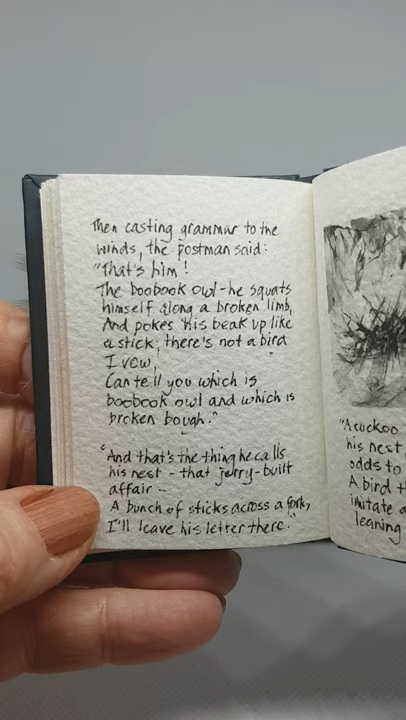 Then casting grammar to the
winds, the postman said:
"That's him!
The boobook owl-he squats
himself along a broken limb,
And pokes his beak up like
a stick; there's not a bird
I vow,
Can tell you which is
boobook owl and which is
broken bough."
"And that's the thing he calls
his nest - that jerry-built
affair -
A bunch of sticks across a fork,
I'll leave his letter there."
"A cuckoo
his nest
odds to
A bird
imitate a
leaning